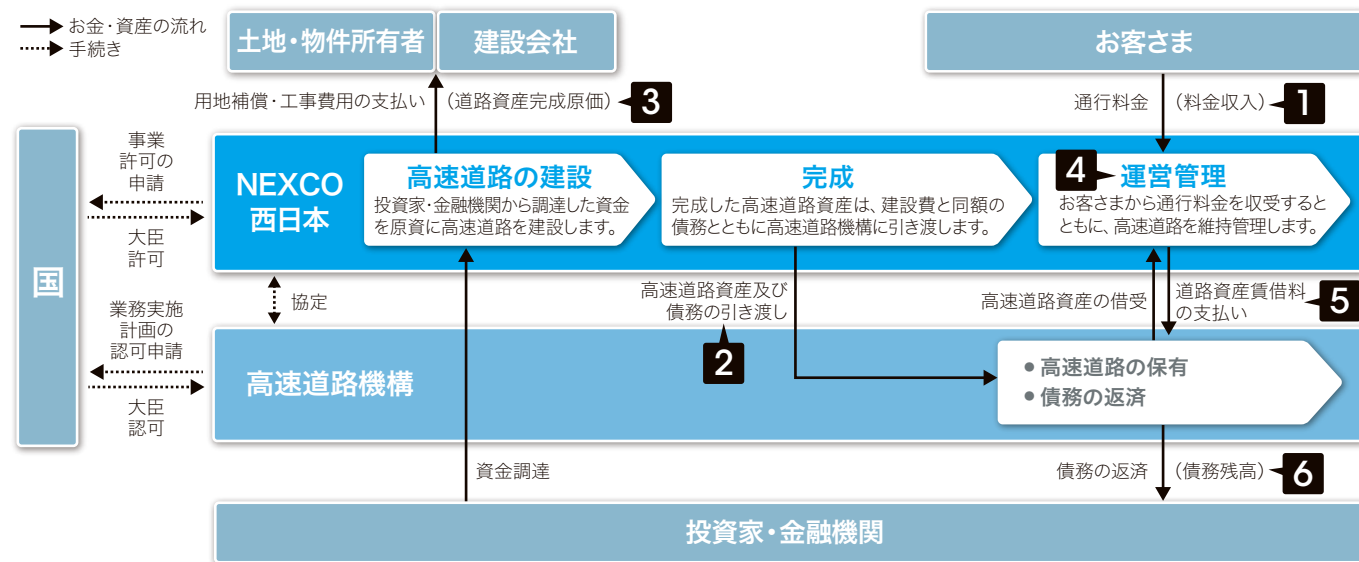 お金・資産の流れ
手続き
土地・物件所有者
建設会社
お客さま
用地補償・工事費用の支払い
(道路資産完成原価)
3
通行料金
(料金収入)
1
国
事業
許可の
申請
大臣
許可
業務実施
計画の
認可申請
大臣
認可
NEXCO
西日本
高速道路の建設
投資家・金融機関から調達した資金
を原資に高速道路を建設します。
完成
完成した高速道路資産は、建設費と同額の
債務とともに高速道路機構に引き渡します。
4
運営管理
お客さまから通行料金を収受すると
ともに、高速道路を維持管理します。
協定
高速道路資産及び
債務の引き渡し
2
高速道路資産の借受
道路資産賃借料
の支払い
5
高速道路機構
● 高速道路の保有
● 債務の返済
資金調達
債務の返済
(債務残高)
6
投資家・金融機関